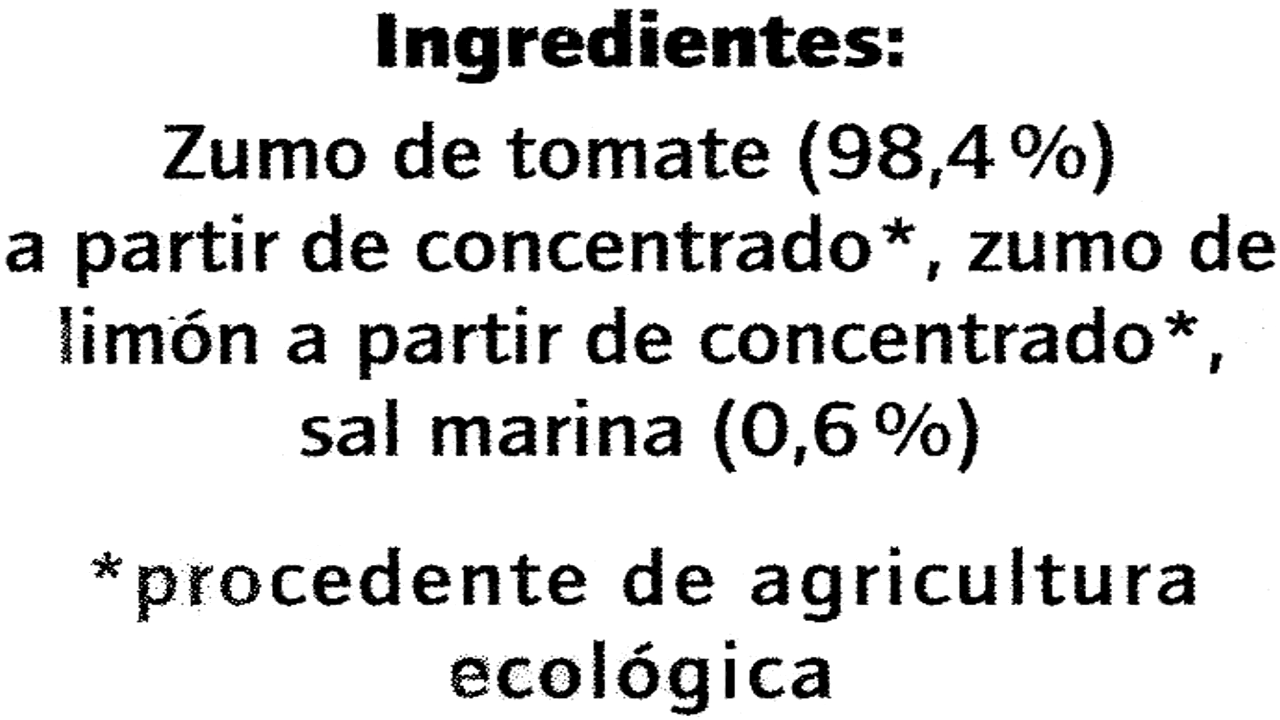 Ingredientes:
Zumo de tomate (98,4 %)
a partir de concentrado*, zumo de
limón a partir de concentrado*,
sal marina (0,6 %)
*procedente de agricultura
ecológica